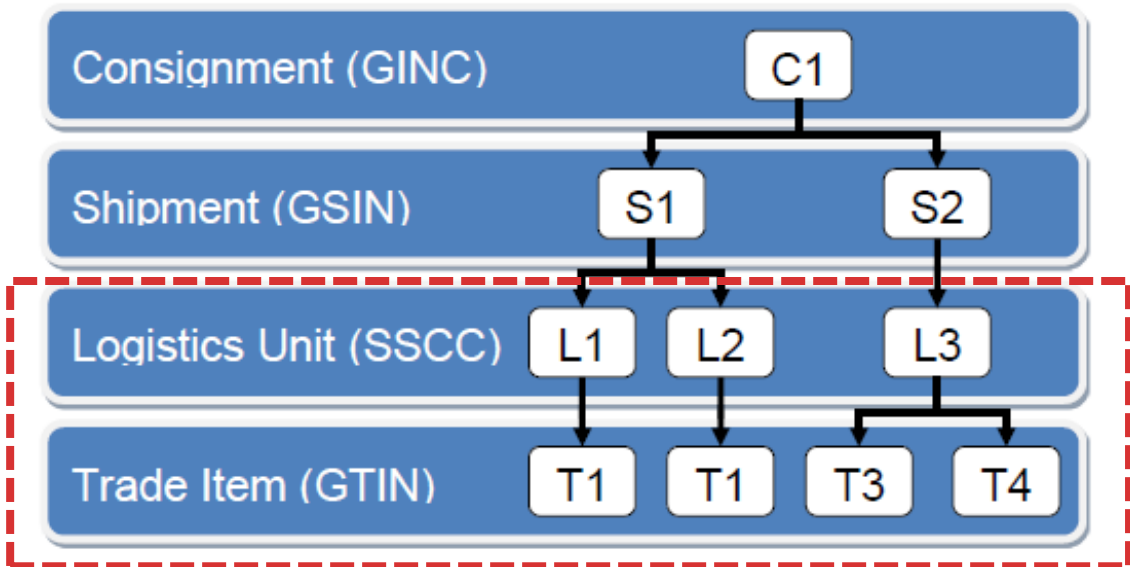 Consignment (GINC) C1
Shipment (GSIN) S1 S2
Logistics Unit (SSCC) L1 L2 L3
Trade Item (GTIN) T1 T1 T3 T4